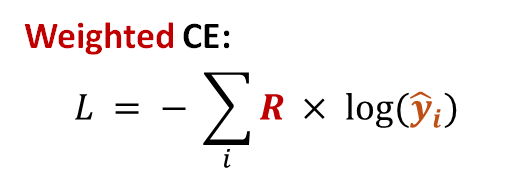 Weighted CE:
L = − ∑ R × log(ŷᵢ)
i